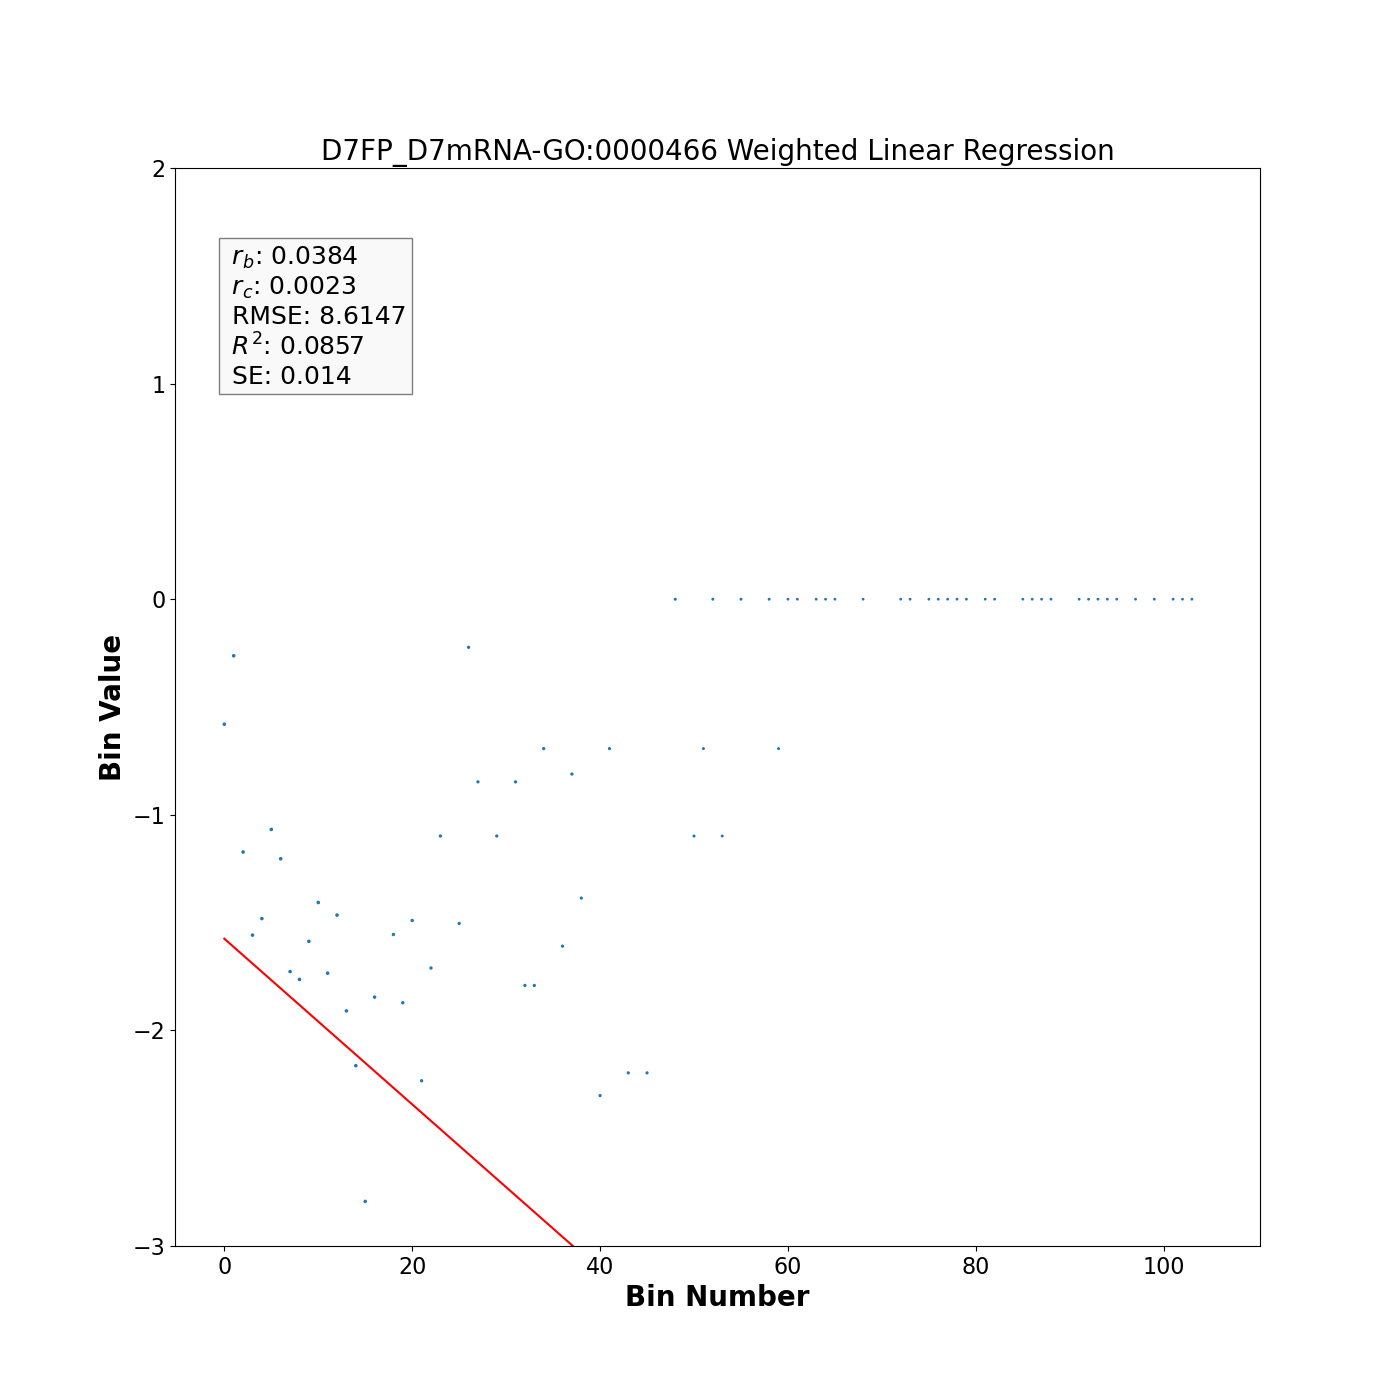 D7FP_D7mRNA-GO:0000466 Weighted Linear Regression
2
1
0
−1
−2
−3
r_b: 0.0384
r_c: 0.0023
RMSE: 8.6147
R²: 0.0857
SE: 0.014
Bin Value
0 20 40 60 80 100
Bin Number